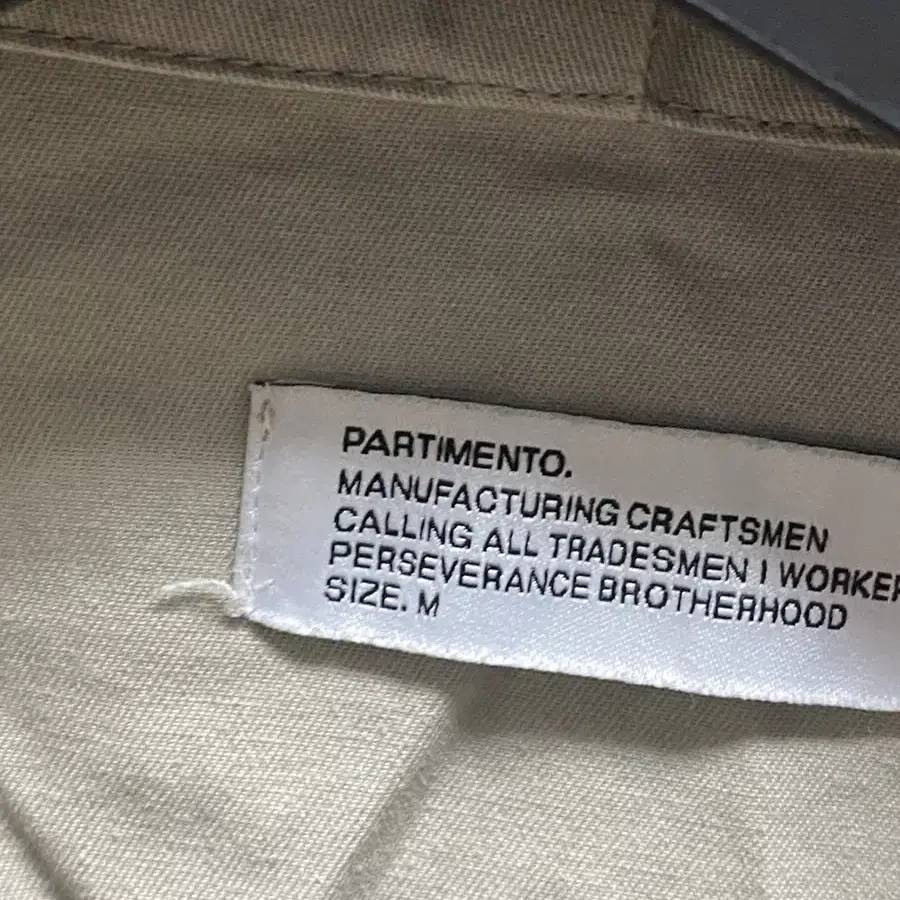 PARTIMENTO.
MANUFACTURING CRAFTSMEN
CALLING ALL TRADESMEN I WORKER
PERSEVERANCE BROTHERHOOD
SIZE. M